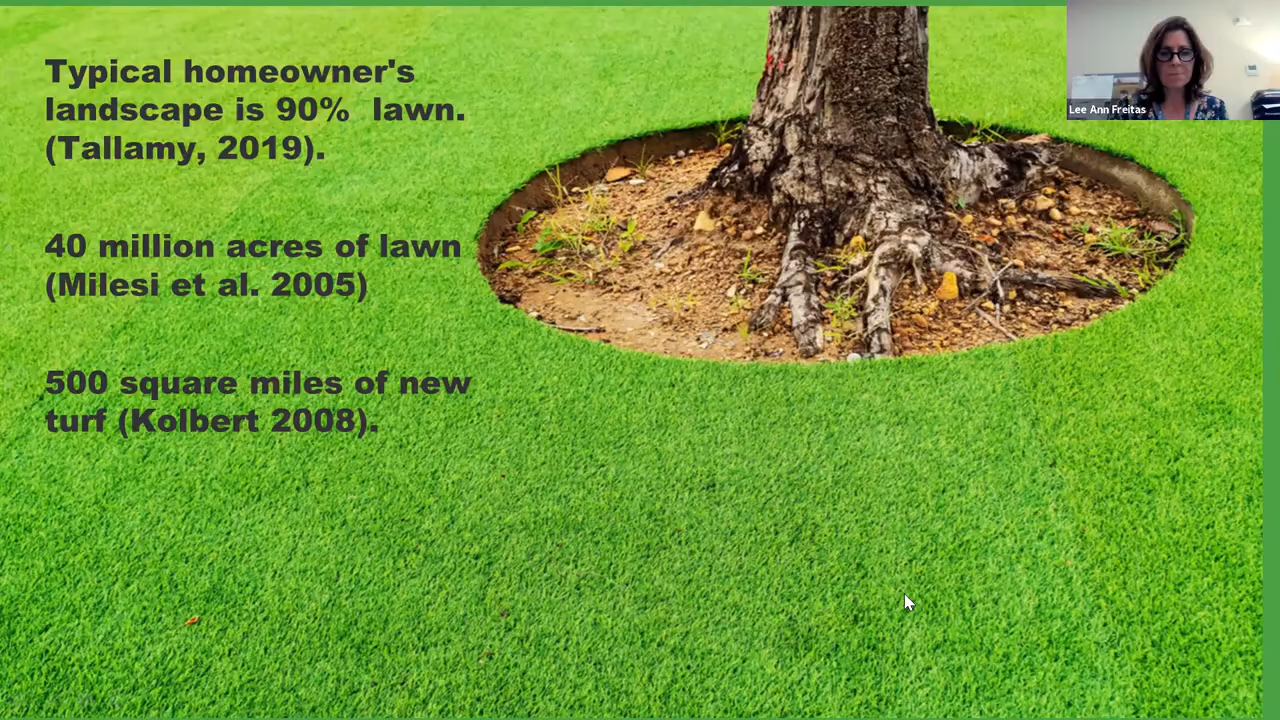 Typical homeowner's
landscape is 90%  lawn.
(Tallamy, 2019).
40 million acres of lawn
(Milesi et al. 2005)
500 square miles of new
turf (Kolbert 2008).
Lee Ann Freitas